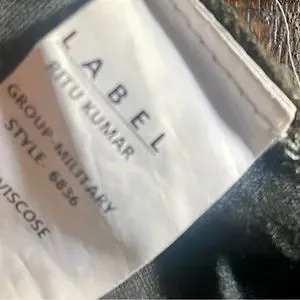 LABEL
RITU KUMAR
GROUP-MILITARY
STYLE- 6836
VISCOSE